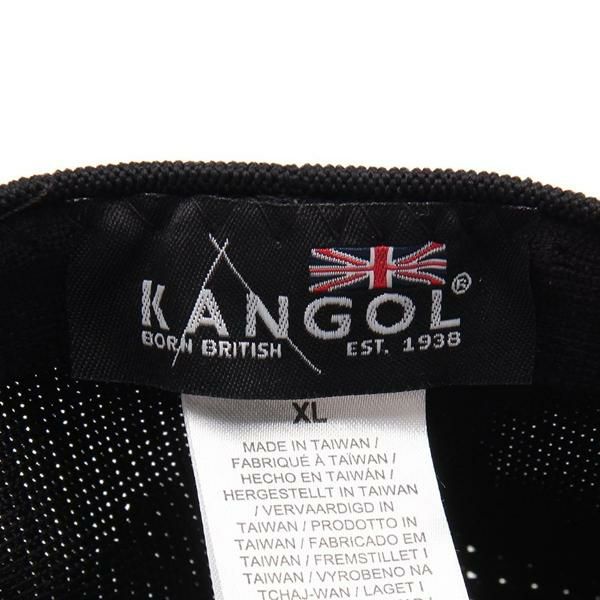 KANGOL®
BORN BRITISH EST. 1938
XL
MADE IN TAIWAN /
FABRIQUÉ À TAÏWAN /
HECHO EN TAIWÁN /
HERGESTELLT IN TAIWAN
/ VERVAARDIGD IN
TAIWAN / PRODOTTO IN
TAIWAN / FABRICADO EM
TAIWAN / FREMSTILLET I
TAIWAN / VYROBENO NA
TCHAJ-WAN / LAGET I